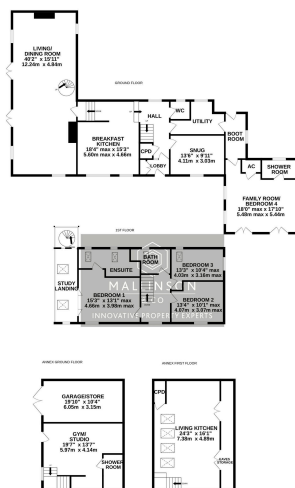 LIVING/
DINING ROOM
40'2" x 15'11"
12.24m x 4.84m
GROUND FLOOR
BREAKFAST
KITCHEN
18'4" max x 15'3"
5.60m max x 4.66m
HALL
WC
UTILITY
CPD
LOBBY
SNUG
13'6" x 9'11"
4.11m x 3.03m
BOOT
ROOM
AC
SHOWER
ROOM
FAMILY ROOM/
BEDROOM 4
18'0" max x 17'10"
5.48m max x 5.44m
1ST FLOOR
STUDY
LANDING
ENSUITE
BATH
ROOM
BEDROOM 3
13'3" x 10'4" max
4.03m x 3.16m max
BEDROOM 1
15'3" x 13'1" max
4.66m x 3.98m max
BEDROOM 2
13'4" x 10'1" max
4.07m x 3.07m max
MALLINSON
& CO
INNOVATIVE PROPERTY EXPERTS
ANNEX GROUND FLOOR
GARAGE/STORE
19'10" x 10'4"
6.05m x 3.15m
GYM/
STUDIO
19'7" x 13'7"
5.97m x 4.14m
SHOWER
ROOM
ANNEX FIRST FLOOR
CPD
LIVING KITCHEN
24'3" x 16'1"
7.38m x 4.89m
EAVES
STORAGE